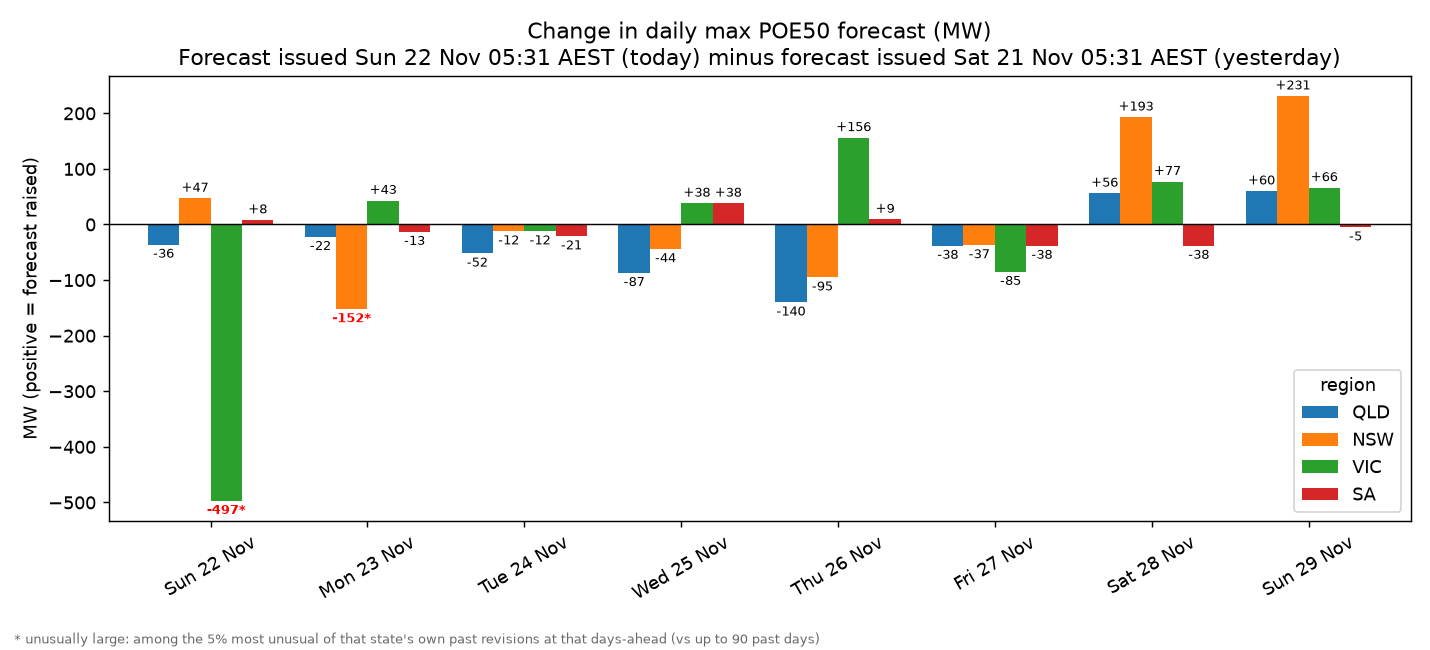 Change in daily max POE50 forecast (MW)
Forecast issued Sun 22 Nov 05:31 AEST (today) minus forecast issued Sat 21 Nov 05:31 AEST (yesterday)
MW (positive = forecast raised)
200
100
0
−100
−200
−300
−400
−500
-36
+47
-497*
+8
-22
-152*
+43
-13
-52
-12
-12
-21
-87
-44
+38
+38
-140
-95
+156
+9
-38
-37
-85
-38
+56
+193
+77
-38
+60
+231
+66
-5
region
QLD
NSW
VIC
SA
Sun 22 Nov
Mon 23 Nov
Tue 24 Nov
Wed 25 Nov
Thu 26 Nov
Fri 27 Nov
Sat 28 Nov
Sun 29 Nov
* unusually large: among the 5% most unusual of that state's own past revisions at that days-ahead (vs up to 90 past days)